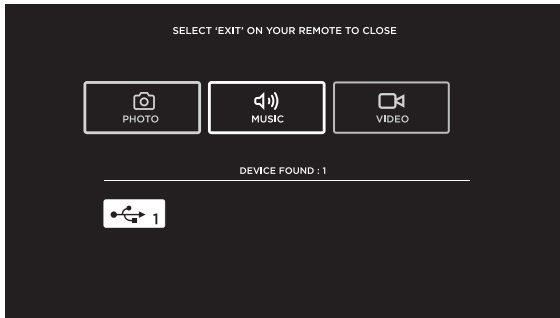 SELECT 'EXIT' ON YOUR REMOTE TO CLOSE
PHOTO
MUSIC
VIDEO
DEVICE FOUND : 1
1